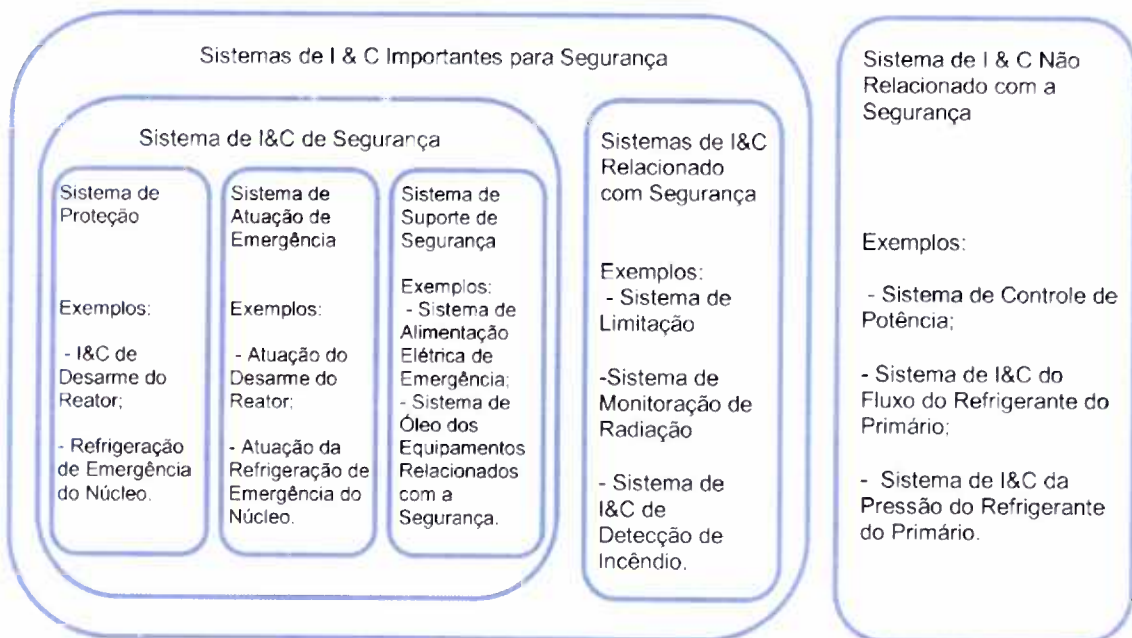 Sistemas de I & C Importantes para Segurança
Sistema de I&C de Segurança
Sistema de
Proteção
Exemplos:
- I&C de
Desarme do
Reator;
- Refrigeração
de Emergência
do Núcleo.
Sistema de
Atuação de
Emergência
Exemplos:
- Atuação do
Desarme do
Reator;
- Atuação da
Refrigeração de
Emergência do
Núcleo.
Sistema de
Suporte de
Segurança
Exemplos:
- Sistema de
Alimentação
Elétrica de
Emergência;
- Sistema de
Óleo dos
Equipamentos
Relacionados
com a
Segurança.
Sistemas de I&C
Relacionado
com Segurança
Exemplos:
- Sistema de
Limitação
-Sistema de
Monitoração de
Radiação
- Sistema de
I&C de
Detecção de
Incêndio.
Sistema de I & C Não
Relacionado com a
Segurança
Exemplos:
- Sistema de Controle de
Potência;
- Sistema de I&C do
Fluxo do Refrigerante do
Primário;
- Sistema de I&C da
Pressão do Refrigerante
do Primário.